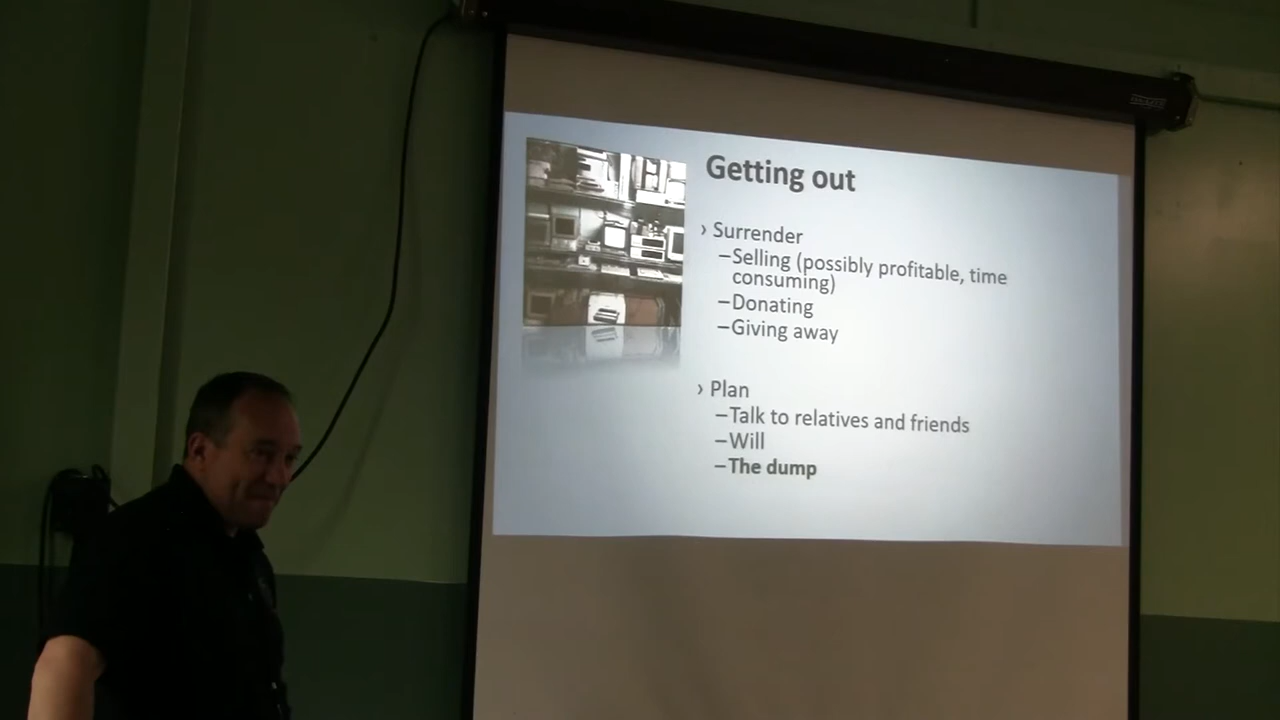 Getting out
› Surrender
–Selling (possibly profitable, time
consuming)
–Donating
–Giving away
› Plan
–Talk to relatives and friends
–Will
–The dump